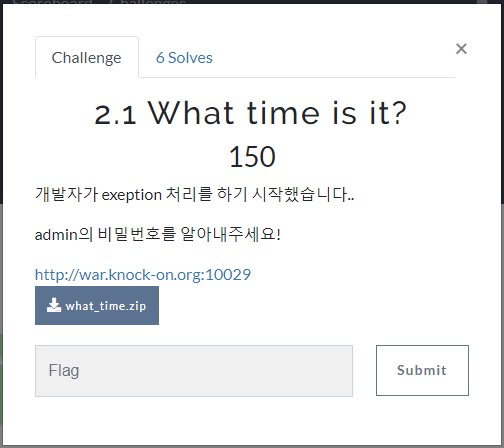 Scoreboard Challenges
Challenge
6 Solves
×
2.1 What time is it?
150
개발자가 exeption 처리를 하기 시작했습니다..
admin의 비밀번호를 알아내주세요!
http://war.knock-on.org:10029
what_time.zip
Flag
Submit